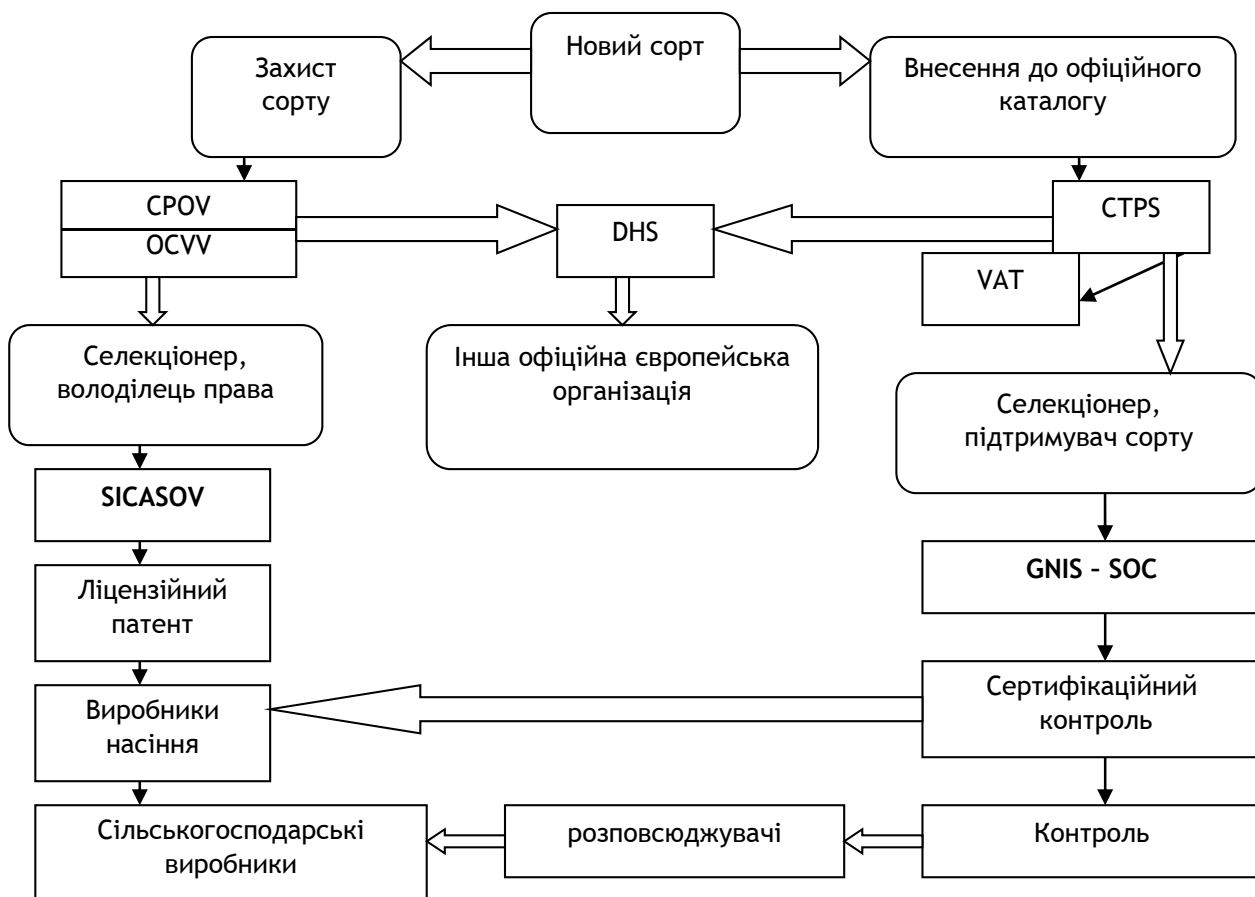 Захист
сорту
Новий сорт
Внесення до офіційного
каталогу
CPOV
OCVV
DHS
CTPS
VAT
Селекціонер,
володілець права
Інша офіційна європейська
організація
Селекціонер,
підтримувач сорту
SICASOV
GNIS – SOC
Ліцензійний
патент
Виробники
насіння
Сертифікаційний
контроль
Сільськогосподарські
виробники
розповсюджувачі
Контроль